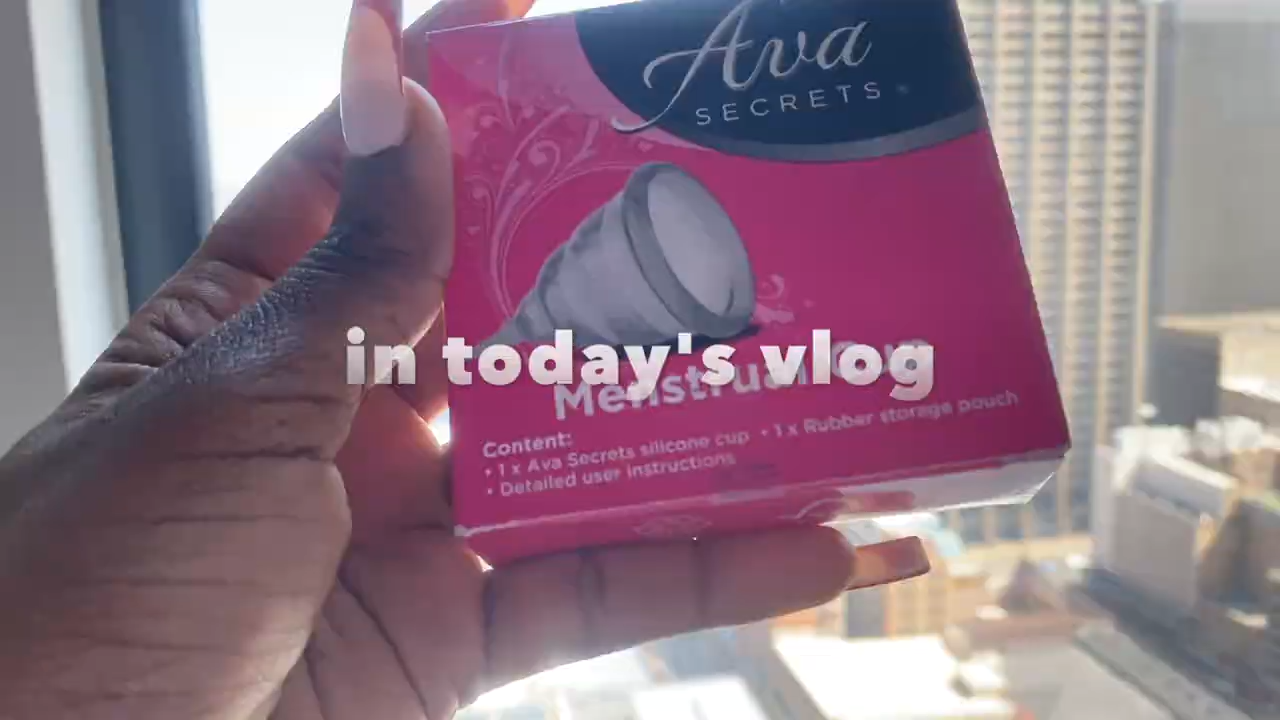 Ava
SECRETS
in today's vlog
Menstrual Cup
Content:
• 1 x Ava Secrets silicone cup • 1 x Rubber storage pouch
• Detailed user instructions